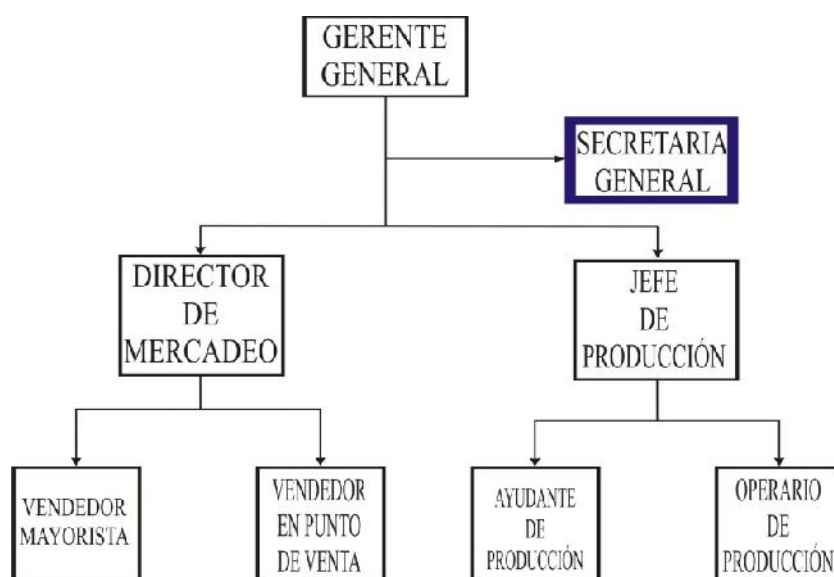 GERENTE
GENERAL
SECRETARIA
GENERAL
DIRECTOR
DE
MERCADEO
JEFE
DE
PRODUCCIÓN
VENDEDOR
MAYORISTA
VENDEDOR
EN PUNTO
DE VENTA
AYUDANTE
DE
PRODUCCIÓN
OPERARIO
DE
PRODUCCIÓN